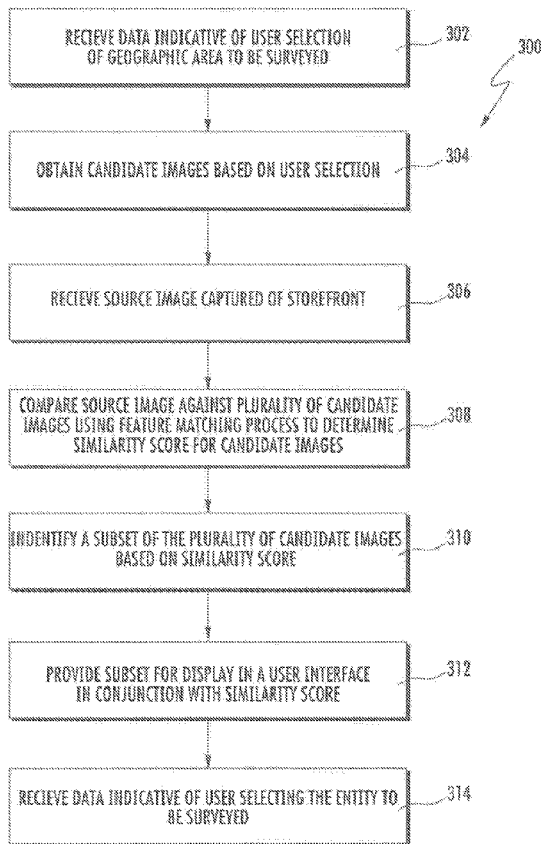 RECIEVE DATA INDICATIVE OF USER SELECTION
OF GEOGRAPHIC AREA TO BE SURVEYED
302
300
OBTAIN CANDIDATE IMAGES BASED ON USER SELECTION
304
RECIEVE SOURCE IMAGE CAPTURED OF STOREFRONT
306
COMPARE SOURCE IMAGE AGAINST PLURALITY OF CANDIDATE
IMAGES USING FEATURE MATCHING PROCESS TO DETERMINE
SIMILARITY SCORE FOR CANDIDATE IMAGES
308
INDENTIFY A SUBSET OF THE PLURALITY OF CANDIDATE IMAGES
BASED ON SIMILARITY SCORE
310
PROVIDE SUBSET FOR DISPLAY IN A USER INTERFACE
IN CONJUNCTION WITH SIMILARITY SCORE
312
RECIEVE DATA INDICATIVE OF USER SELECTING THE ENTITY TO
BE SURVEYED
314